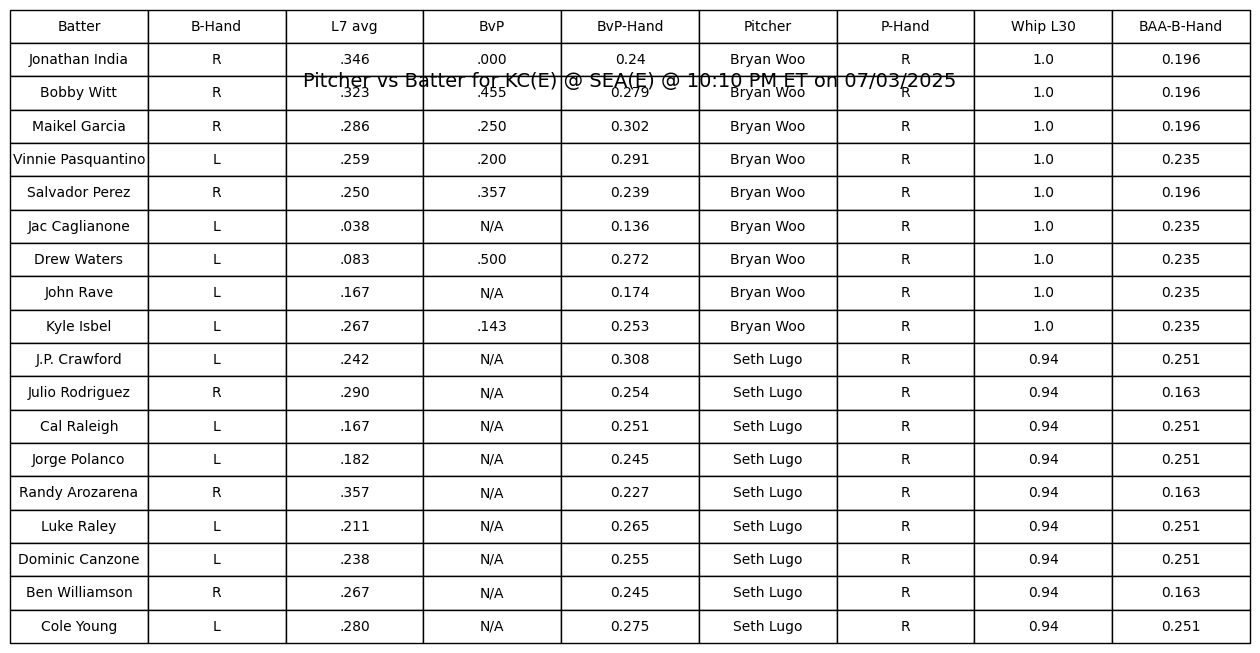 Batter B-Hand L7 avg BvP BvP-Hand Pitcher P-Hand Whip L30 BAA-B-Hand
Jonathan India R .346 .000 0.24 Bryan Woo R 1.0 0.196
Pitcher vs Batter for KC(E) @ SEA(E) @ 10:10 PM ET on 07/03/2025
Bobby Witt R .323 .455 0.279 Bryan Woo R 1.0 0.196
Maikel Garcia R .286 .250 0.302 Bryan Woo R 1.0 0.196
Vinnie Pasquantino L .259 .200 0.291 Bryan Woo R 1.0 0.235
Salvador Perez R .250 .357 0.239 Bryan Woo R 1.0 0.196
Jac Caglianone L .038 N/A 0.136 Bryan Woo R 1.0 0.235
Drew Waters L .083 .500 0.272 Bryan Woo R 1.0 0.235
John Rave L .167 N/A 0.174 Bryan Woo R 1.0 0.235
Kyle Isbel L .267 .143 0.253 Bryan Woo R 1.0 0.235
J.P. Crawford L .242 N/A 0.308 Seth Lugo R 0.94 0.251
Julio Rodriguez R .290 N/A 0.254 Seth Lugo R 0.94 0.163
Cal Raleigh L .167 N/A 0.251 Seth Lugo R 0.94 0.251
Jorge Polanco L .182 N/A 0.245 Seth Lugo R 0.94 0.251
Randy Arozarena R .357 N/A 0.227 Seth Lugo R 0.94 0.163
Luke Raley L .211 N/A 0.265 Seth Lugo R 0.94 0.251
Dominic Canzone L .238 N/A 0.255 Seth Lugo R 0.94 0.251
Ben Williamson R .267 N/A 0.245 Seth Lugo R 0.94 0.163
Cole Young L .280 N/A 0.275 Seth Lugo R 0.94 0.251